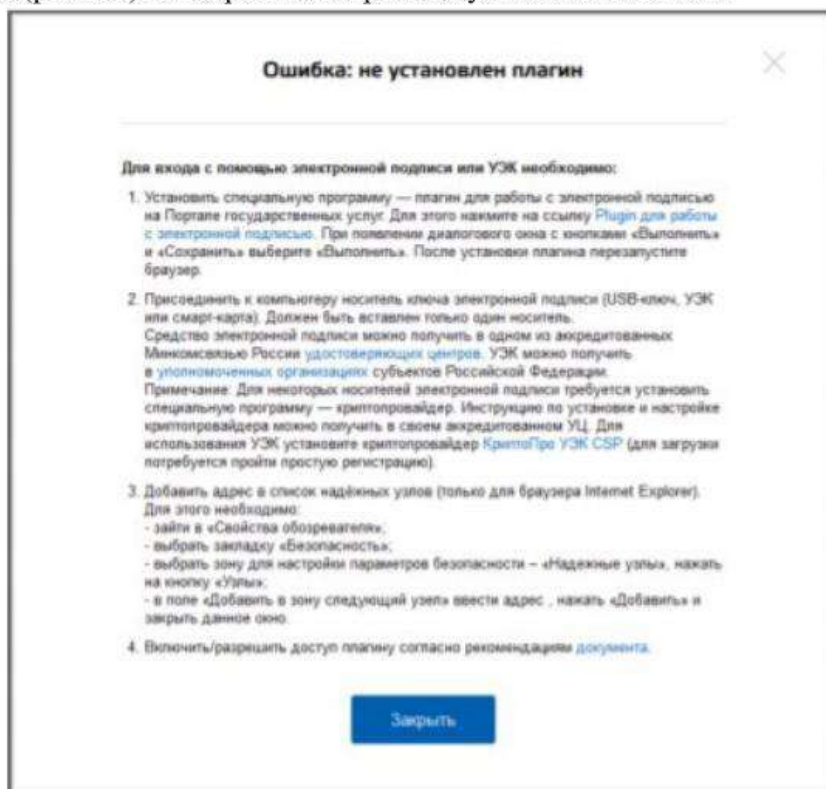 Ошибка: не установлен плагин
Для входа с помощью электронной подписи или УЭК необходимо:
1. Установить специальную программу — плагин для работы с электронной подписью
на Портале государственных услуг. Для этого нажмите на ссылку Plugin для работы
с электронной подписью. При появлении диалогового окна с кнопками «Выполнить»
и «Сохранить» выберите «Выполнить». После установки плагина перезапустите
браузер.
2. Присоединить к компьютеру носитель ключа электронной подписи (USB-ключ, УЭК
или смарт-карта). Должен быть вставлен только один носитель.
Средство электронной подписи можно получить в одном из аккредитованных
Минкомсвязью России удостоверяющих центров. УЭК можно получить
в уполномоченных организациях субъектов Российской Федерации.
Примечание: Для некоторых носителей электронной подписи требуется установить
специальную программу — криптопровайдер. Инструкцию по установке и настройке
криптопровайдера можно получить в своем аккредитованном УЦ. Для
использования УЭК установите криптопровайдер КриптоПро УЭК CSP (для загрузки
потребуется пройти простую регистрацию).
3. Добавить адрес в список надёжных узлов (только для браузера Internet Explorer).
Для этого необходимо:
- зайти в «Свойства обозревателя»;
- выбрать закладку «Безопасность»;
- выбрать зону для настройки параметров безопасности – «Надежные узлы», нажать
на кнопку «Узлы»;
- в поле «Добавить в зону следующий узел» ввести адрес , нажать «Добавить» и
закрыть данное окно.
4. Включить/разрешить доступ плагину согласно рекомендациям документа.
Закрыть